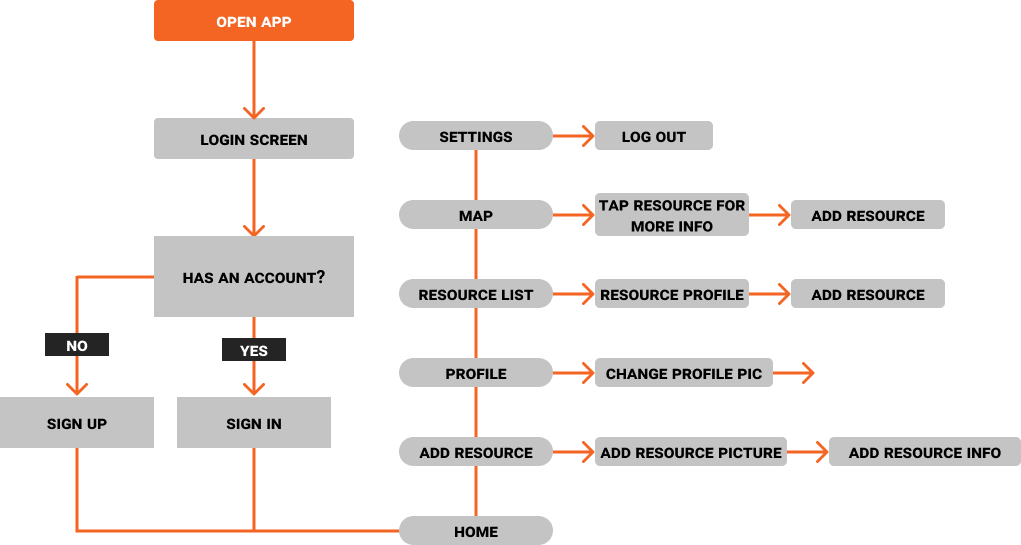 OPEN APP
LOGIN SCREEN
SETTINGS
LOG OUT
MAP
TAP RESOURCE FOR
MORE INFO
ADD RESOURCE
HAS AN ACCOUNT?
RESOURCE LIST
RESOURCE PROFILE
ADD RESOURCE
NO
YES
PROFILE
CHANGE PROFILE PIC
SIGN UP
SIGN IN
ADD RESOURCE
ADD RESOURCE PICTURE
ADD RESOURCE INFO
HOME